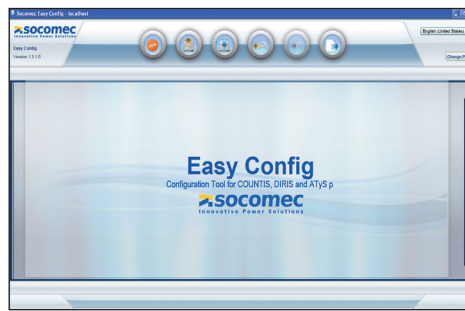 Socomec Easy Config - localhost
socomec
Innovative Power Solutions
English (United States)
Easy Config
Version 1.3.1.0
Change P
Easy Config
Configuration Tool for COUNTIS, DIRIS and ATyS p
socomec
Innovative Power Solutions